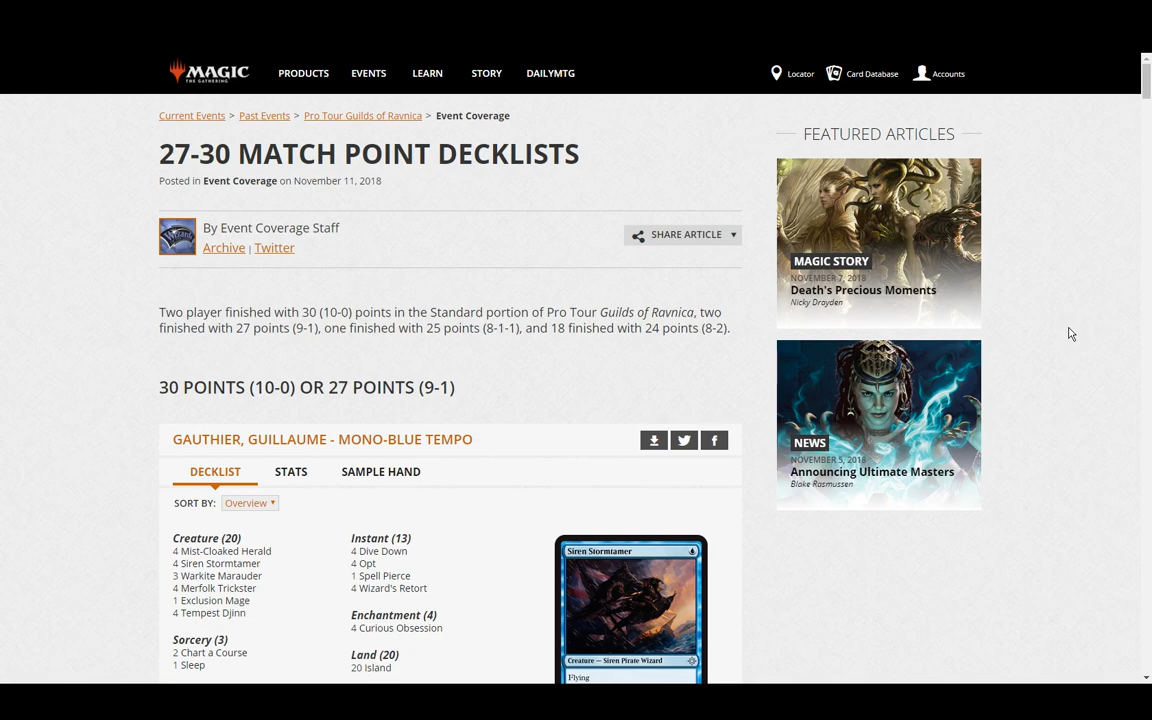 MAGIC
THE GATHERING
PRODUCTS
EVENTS
LEARN
STORY
DAILYMTG
Locator
Card Database
Accounts
Current Events > Past Events > Pro Tour Guilds of Ravnica > Event Coverage
27-30 MATCH POINT DECKLISTS
Posted in Event Coverage on November 11, 2018
Wizards
By Event Coverage Staff
Archive | Twitter
SHARE ARTICLE
Two player finished with 30 (10-0) points in the Standard portion of Pro Tour Guilds of Ravnica, two
finished with 27 points (9-1), one finished with 25 points (8-1-1), and 18 finished with 24 points (8-2).
30 POINTS (10-0) OR 27 POINTS (9-1)
GAUTHIER, GUILLAUME - MONO-BLUE TEMPO
DECKLIST
STATS
SAMPLE HAND
SORT BY: Overview
Creature (20)
4 Mist-Cloaked Herald
4 Siren Stormtamer
3 Warkite Marauder
4 Merfolk Trickster
1 Exclusion Mage
4 Tempest Djinn
Sorcery (3)
2 Chart a Course
1 Sleep
Instant (13)
4 Dive Down
4 Opt
1 Spell Pierce
4 Wizard's Retort
Enchantment (4)
4 Curious Obsession
Land (20)
20 Island
Siren Stormtamer
Creature — Siren Pirate Wizard
Flying
FEATURED ARTICLES
MAGIC STORY
NOVEMBER 7, 2018
Death's Precious Moments
Nicky Drayden
NEWS
NOVEMBER 5, 2018
Announcing Ultimate Masters
Blake Rasmussen